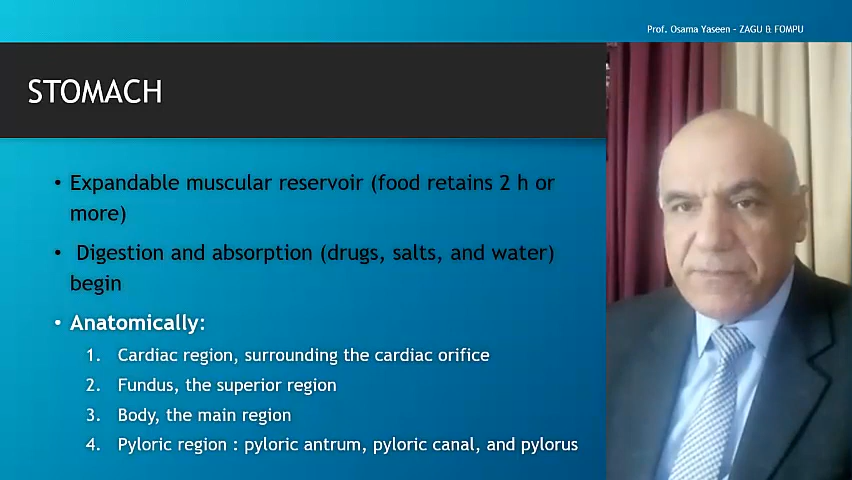 Prof. Osama Yaseen – ZAGU & FOMPU
STOMACH
• Expandable muscular reservoir (food retains 2 h or
more)
• Digestion and absorption (drugs, salts, and water)
begin
• Anatomically:
1. Cardiac region, surrounding the cardiac orifice
2. Fundus, the superior region
3. Body, the main region
4. Pyloric region : pyloric antrum, pyloric canal, and pylorus